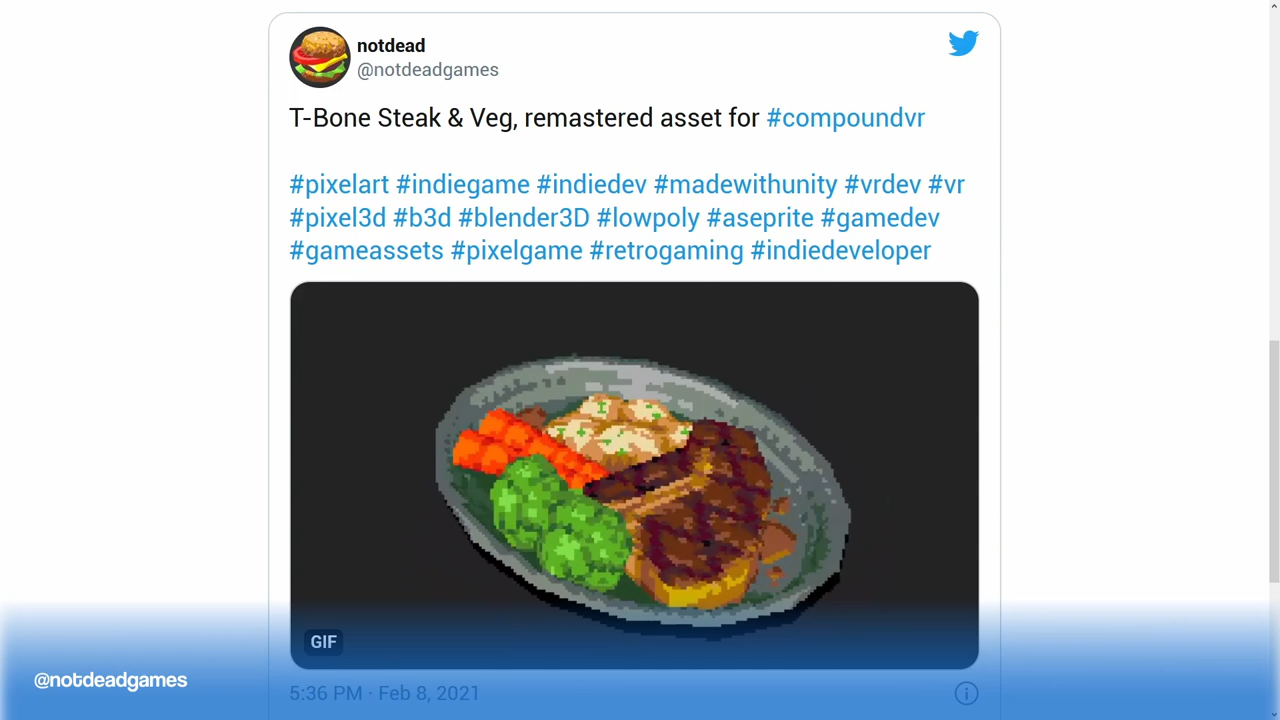 notdead
@notdeadgames
T-Bone Steak & Veg, remastered asset for #compoundvr
#pixelart #indiegame #indiedev #madewithunity #vrdev #vr
#pixel3d #b3d #blender3D #lowpoly #aseprite #gamedev
#gameassets #pixelgame #retrogaming #indiedeveloper
GIF
@notdeadgames
5:36 PM · Feb 8, 2021